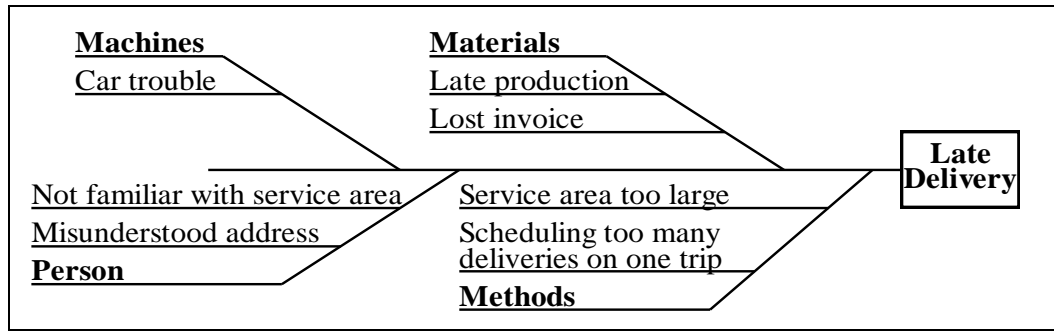 Machines
Car trouble
Materials
Late production
Lost invoice
Late
Delivery
Not familiar with service area
Misunderstood address
Person
Service area too large
Scheduling too many
deliveries on one trip
Methods